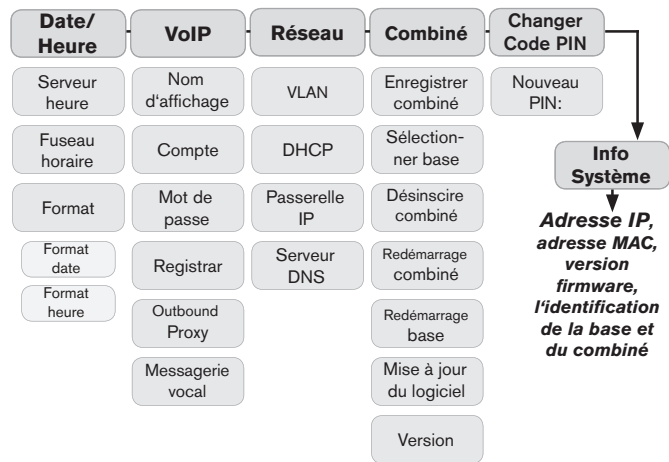 Date/
Heure
VoIP
Réseau
Combiné
Changer
Code PIN
Serveur
heure
Fuseau
horaire
Format
Format
date
Format
heure
Nom
d‘affichage
Compte
Mot de
passe
Registrar
Outbound
Proxy
Messagerie
vocal
VLAN
DHCP
Passerelle
IP
Serveur
DNS
Enregistrer
combiné
Sélection-
ner base
Désinscire
combiné
Redémarrage
combiné
Redémarrage
base
Mise à jour
du logiciel
Version
Nouveau
PIN:
Info
Système
Adresse IP,
adresse MAC,
version
firmware,
l‘identification
de la base et
du combiné